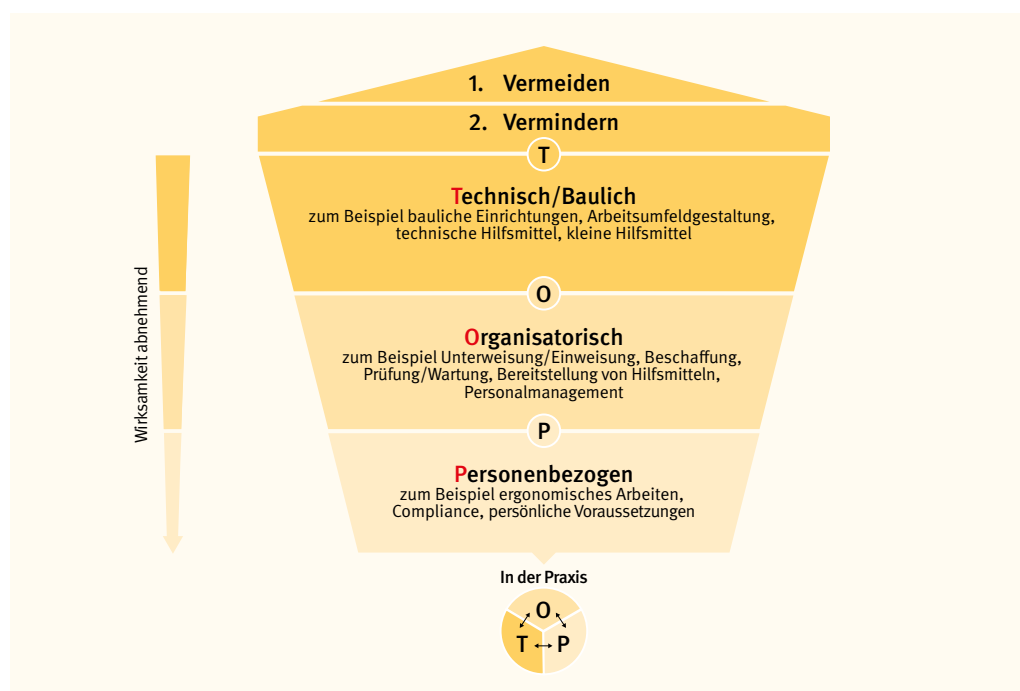 1. Vermeiden
2. Vermindern
T
Technisch/Baulich
zum Beispiel bauliche Einrichtungen, Arbeitsumfeldgestaltung,
technische Hilfsmittel, kleine Hilfsmittel
O
Organisatorisch
zum Beispiel Unterweisung/Einweisung, Beschaffung,
Prüfung/Wartung, Bereitstellung von Hilfsmitteln,
Personalmanagement
P
Personenbezogen
zum Beispiel ergonomisches Arbeiten,
Compliance, persönliche Voraussetzungen
Wirksamkeit abnehmend
In der Praxis
O
T P